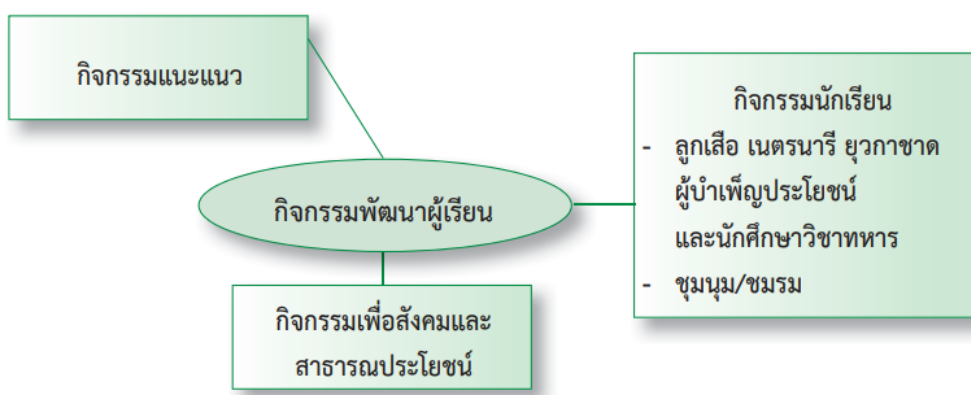 กิจกรรมแนะแนว
กิจกรรมนักเรียน
- ลูกเสือ เนตรนารี ยุวกาชาด
ผู้บำเพ็ญประโยชน์
และนักศึกษาวิชาทหาร
- ชุมนุม/ชมรม
กิจกรรมพัฒนาผู้เรียน
กิจกรรมเพื่อสังคมและ
สาธารณประโยชน์